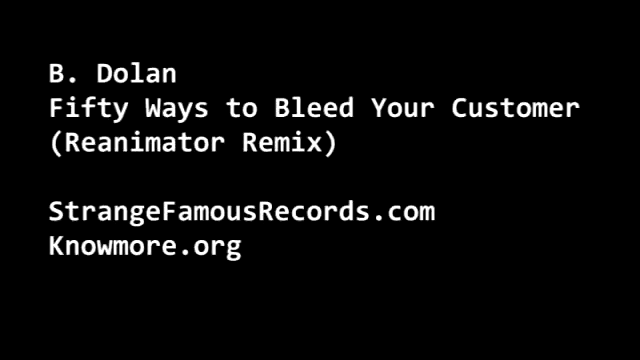 B. Dolan
Fifty Ways to Bleed Your Customer
(Reanimator Remix)
StrangeFamousRecords.com
Knowmore.org